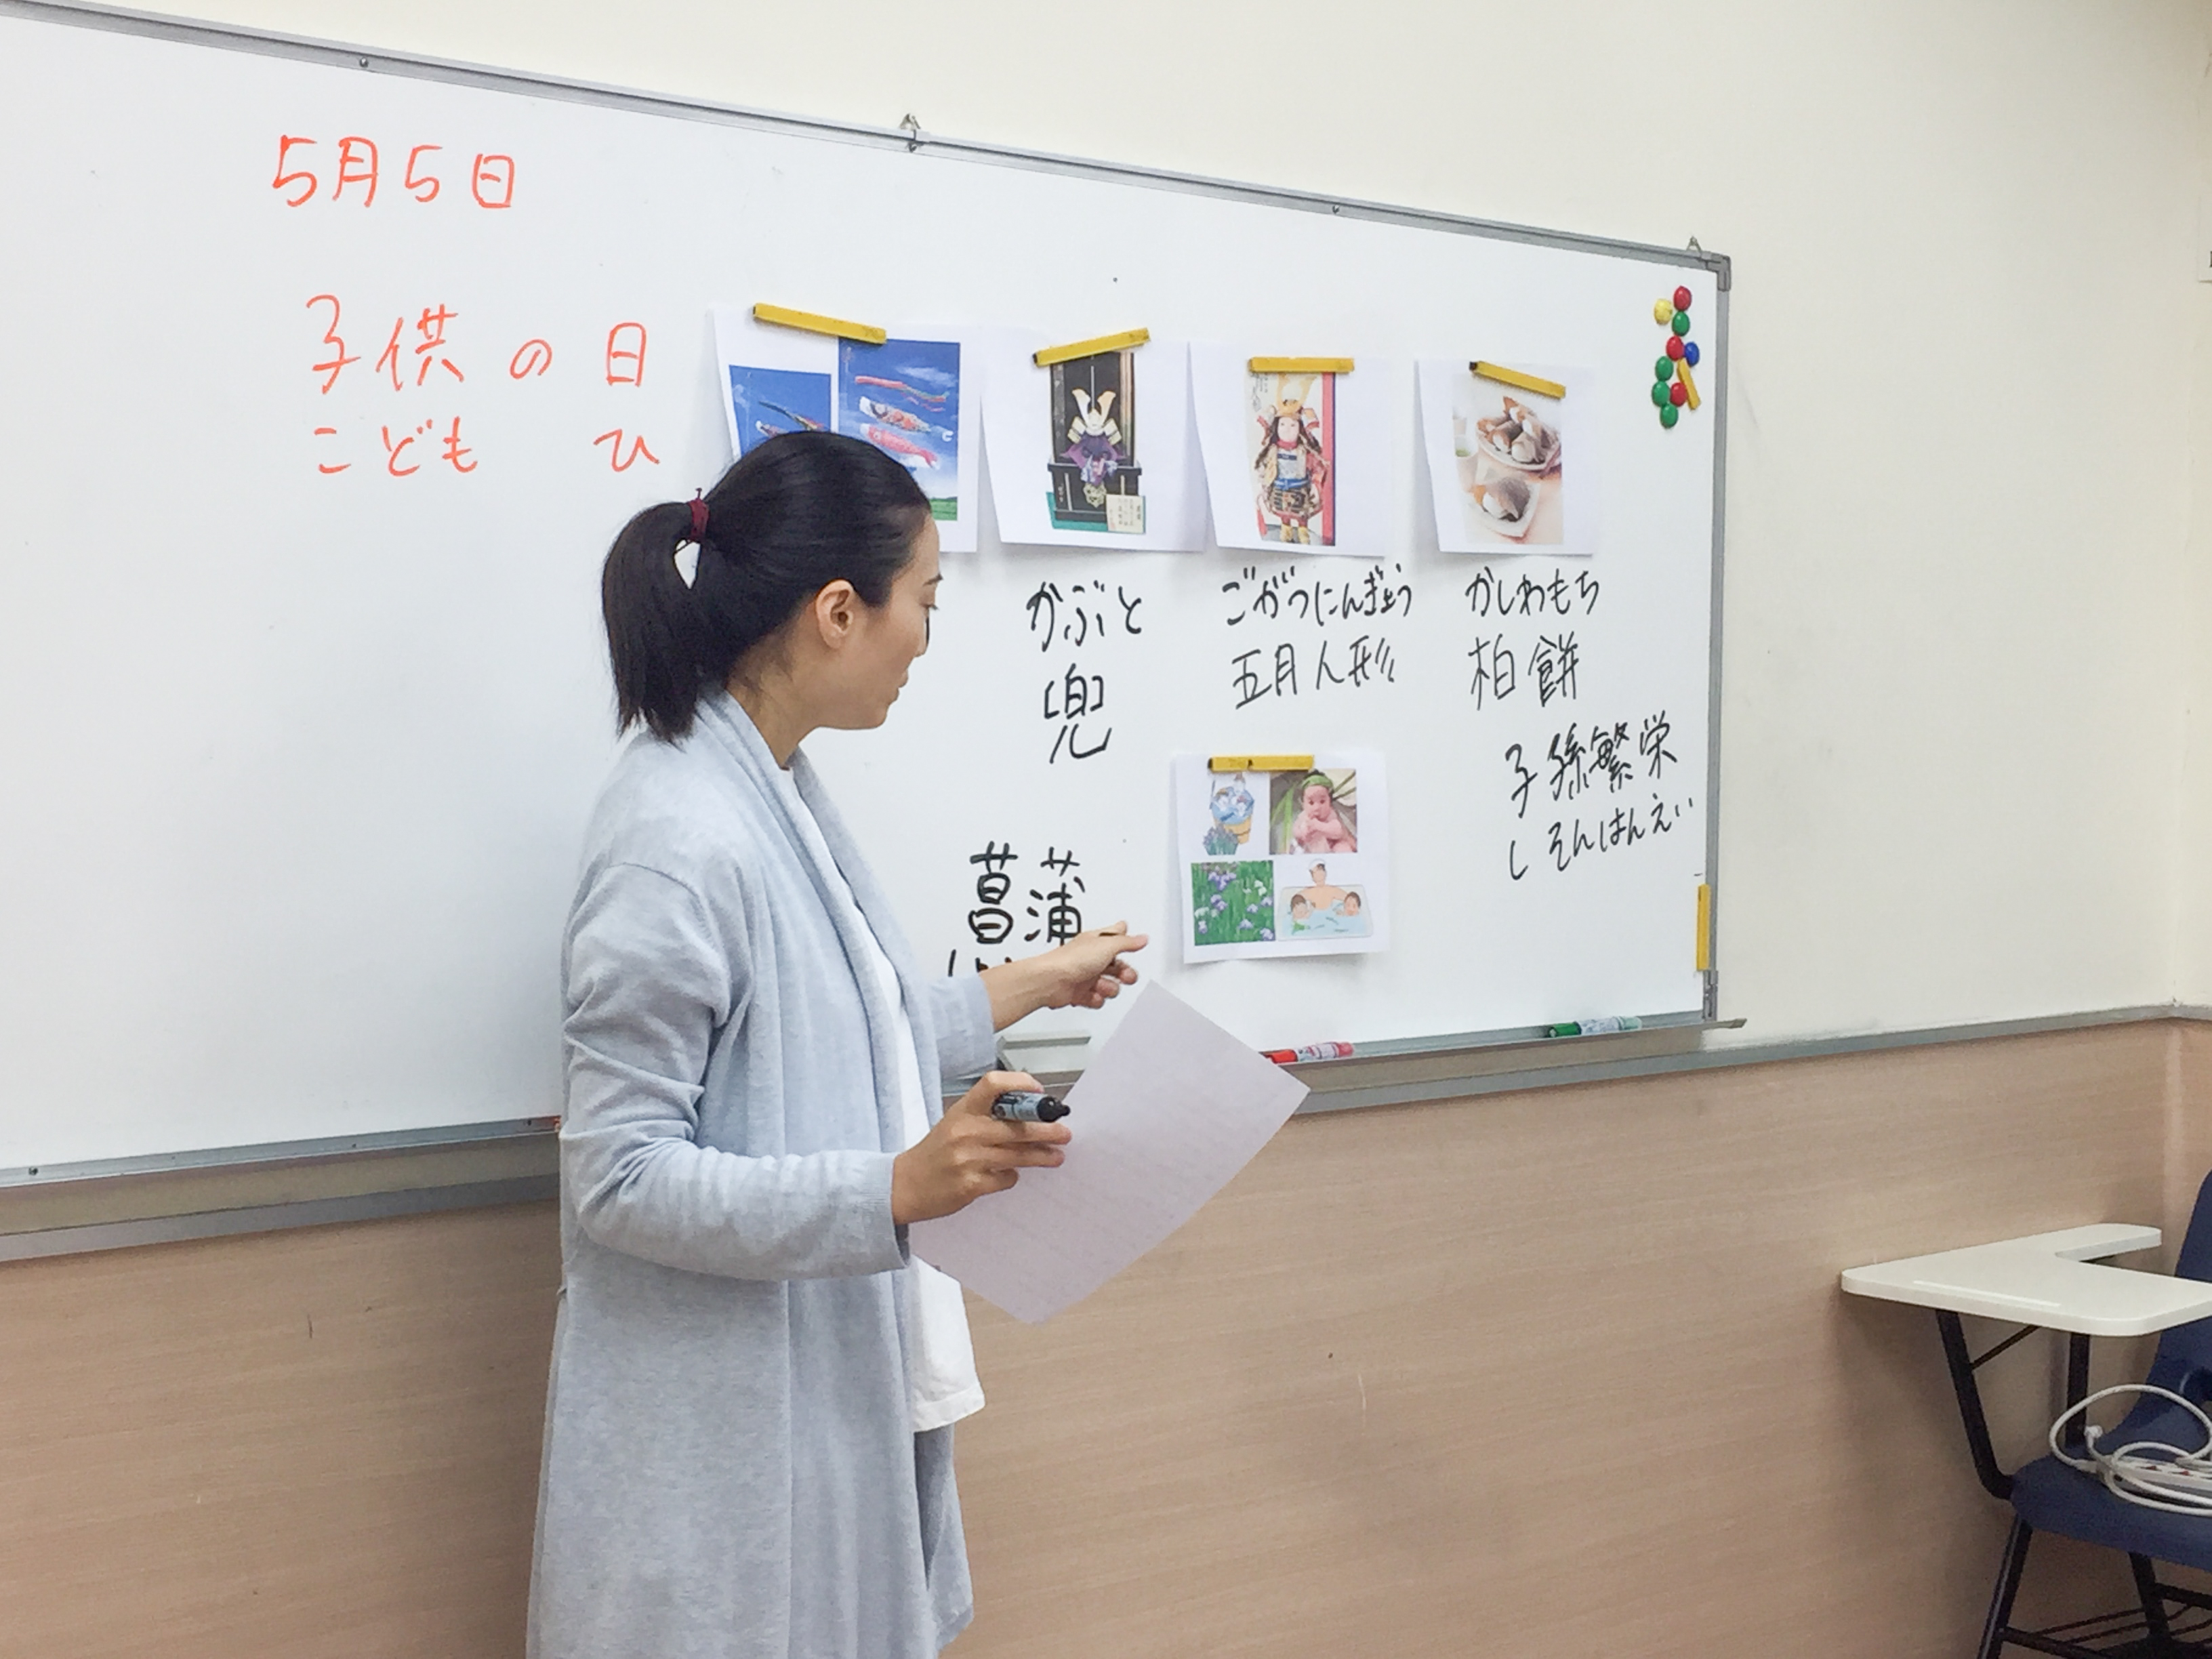 5月5日
子供の日
こども ひ
かぶと
兜
ごがつにんぎょう
五月人形
かしわもち
柏餅
子孫繁栄
しそんはんえい
菖蒲